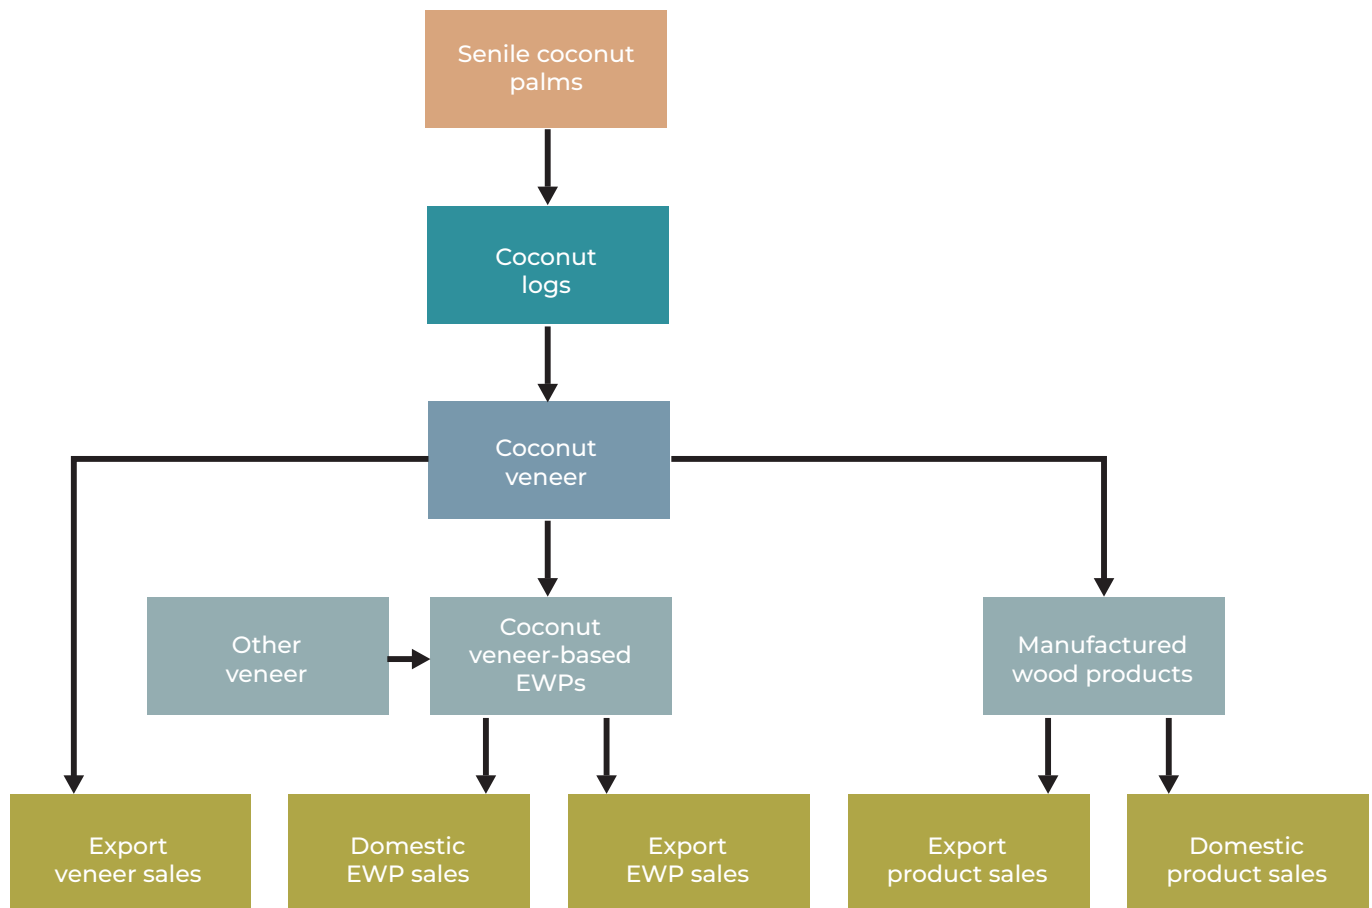 Senile coconut
palms
Coconut
logs
Coconut
veneer
Other
veneer
Coconut
veneer-based
EWPs
Manufactured
wood products
Export
veneer sales
Domestic
EWP sales
Export
EWP sales
Export
product sales
Domestic
product sales